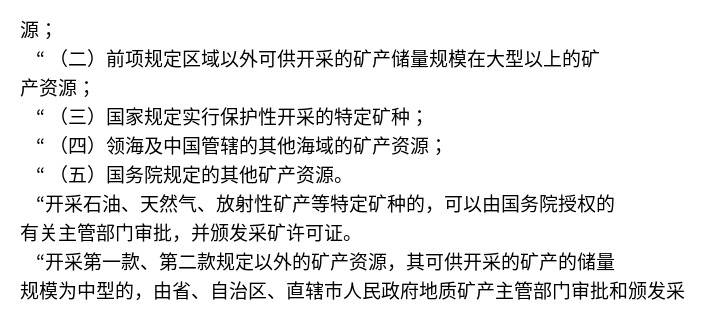 源；
“ （二）前项规定区域以外可供开采的矿产储量规模在大型以上的矿
产资源；
“ （三）国家规定实行保护性开采的特定矿种；
“ （四）领海及中国管辖的其他海域的矿产资源；
“ （五）国务院规定的其他矿产资源。
“开采石油、天然气、放射性矿产等特定矿种的，可以由国务院授权的
有关主管部门审批，并颁发采矿许可证。
“开采第一款、第二款规定以外的矿产资源，其可供开采的矿产的储量
规模为中型的，由省、自治区、直辖市人民政府地质矿产主管部门审批和颁发采